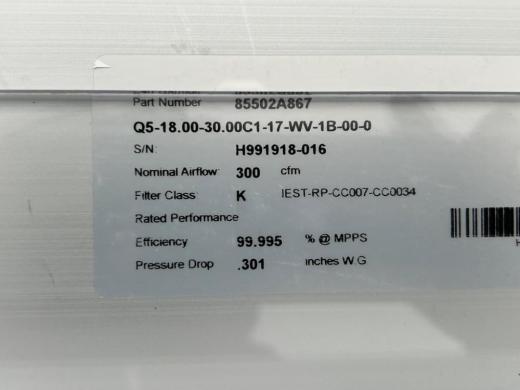 Part Number 85502A867
Q5-18.00-30.00C1-17-WV-1B-00-0
S/N: H991918-016
Nominal Airflow: 300 cfm
Filter Class: K IEST-RP-CC007-CC0034
Rated Performance
Efficiency 99.995 % @ MPPS
Pressure Drop .301 inches W.G
H